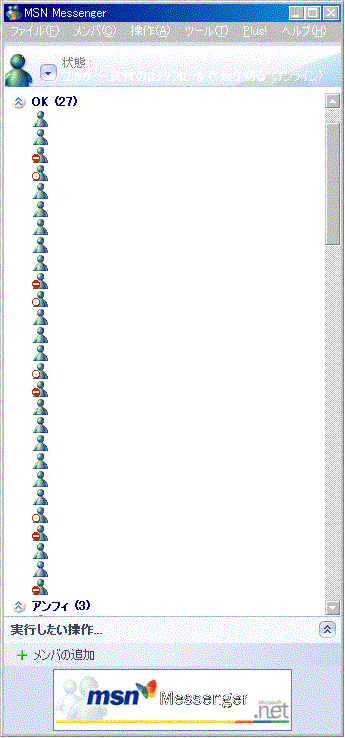 MSN Messenger
ファイル(F) メンバ(C) 操作(A) ツール(T) Plus! ヘルプ(H)
状態 :
OK (27)
アンフィ (3)
実行したい操作...
メンバの追加
msn Messenger
Microsoft
.net